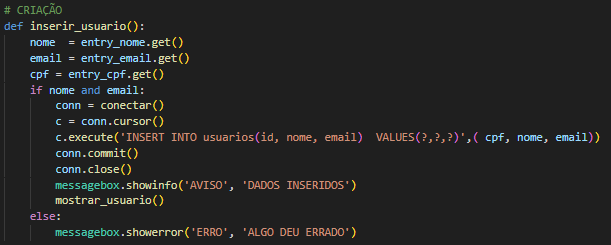 # CRIAÇÃO
def inserir_usuario():
    nome  = entry_nome.get()
    email = entry_email.get()
    cpf = entry_cpf.get()
    if nome and email:
        conn = conectar()
        c = conn.cursor()
        c.execute('INSERT INTO usuarios(id, nome, email)  VALUES(?,?,?)',( cpf, nome, email))
        conn.commit()
        conn.close()
        messagebox.showinfo('AVISO', 'DADOS INSERIDOS')
        mostrar_usuario()
    else:
        messagebox.showerror('ERRO', 'ALGO DEU ERRADO')